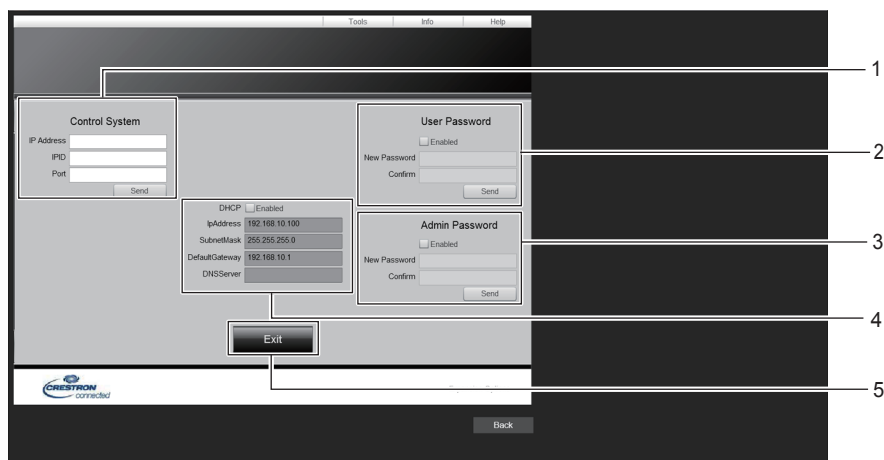 Tools Info Help
1
Control System
IP Address
IPID
Port
Send
User Password
Enabled
New Password
Confirm
Send
2
Admin Password
Enabled
New Password
Confirm
Send
3
DHCP Enabled
IpAddress 192.168.10.100
SubnetMask 255.255.255.0
DefaultGateway 192.168.10.1
DNSServer
4
Exit
5
CRESTRON
connected
Back